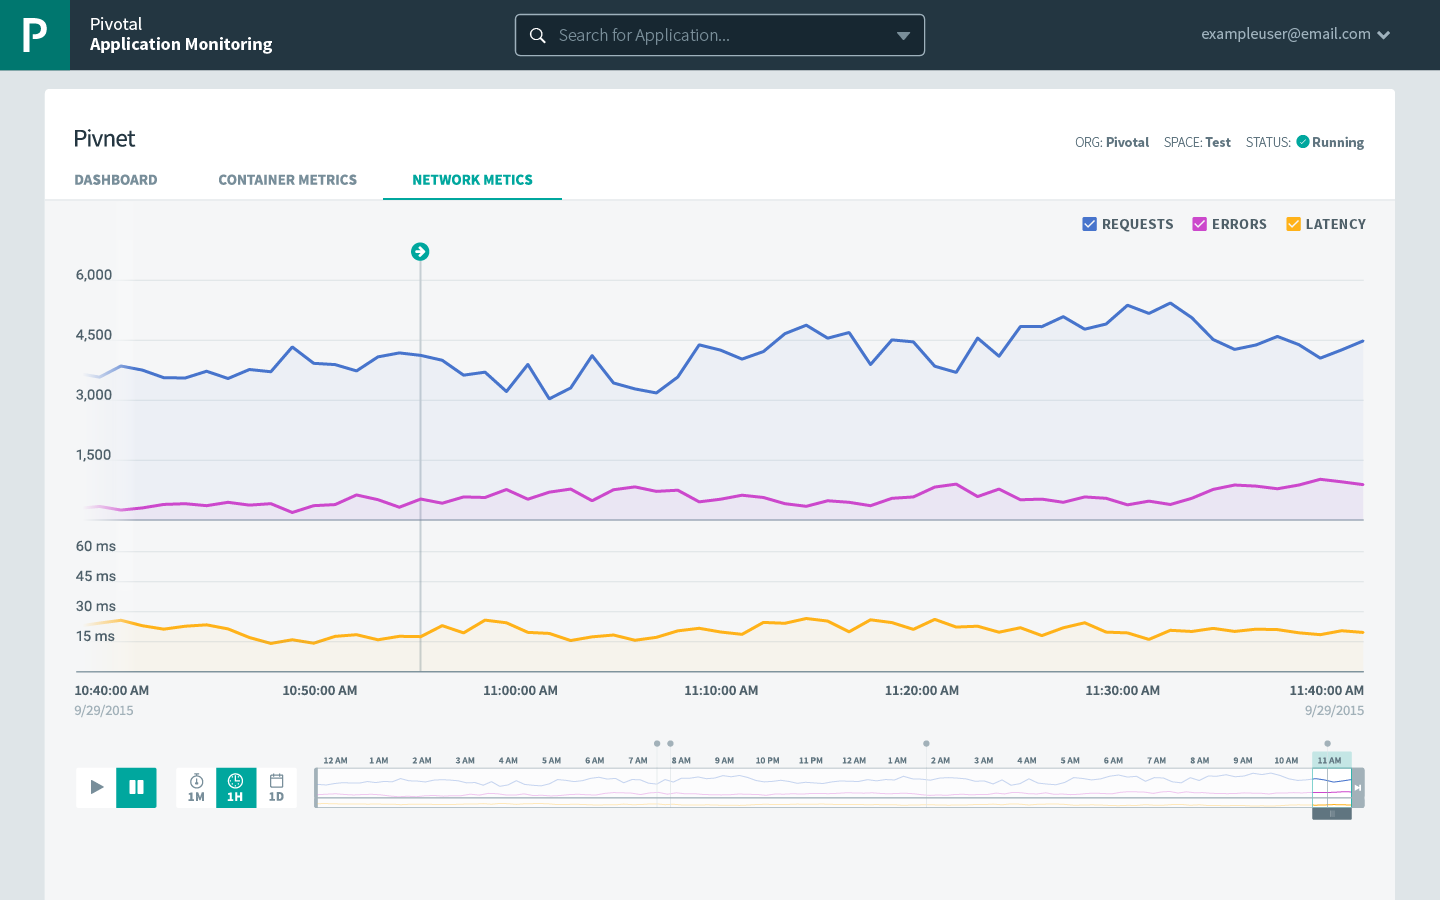 P
Pivotal
Application Monitoring
Search for Application...
exampleuser@email.com
Pivnet
ORG: Pivotal SPACE: Test STATUS: Running
DASHBOARD CONTAINER METRICS NETWORK METICS
REQUESTS ERRORS LATENCY
6,000
4,500
3,000
1,500
60 ms
45 ms
30 ms
15 ms
10:40:00 AM 10:50:00 AM 11:00:00 AM 11:10:00 AM 11:20:00 AM 11:30:00 AM 11:40:00 AM
9/29/2015 9/29/2015
12 AM 1 AM 2 AM 3 AM 4 AM 5 AM 6 AM 7 AM 8 AM 9 AM 10 PM 11 PM 12 AM 1 AM 2 AM 3 AM 4 AM 5 AM 6 AM 7 AM 8 AM 9 AM 10 AM 11 AM
1M 1H 1D